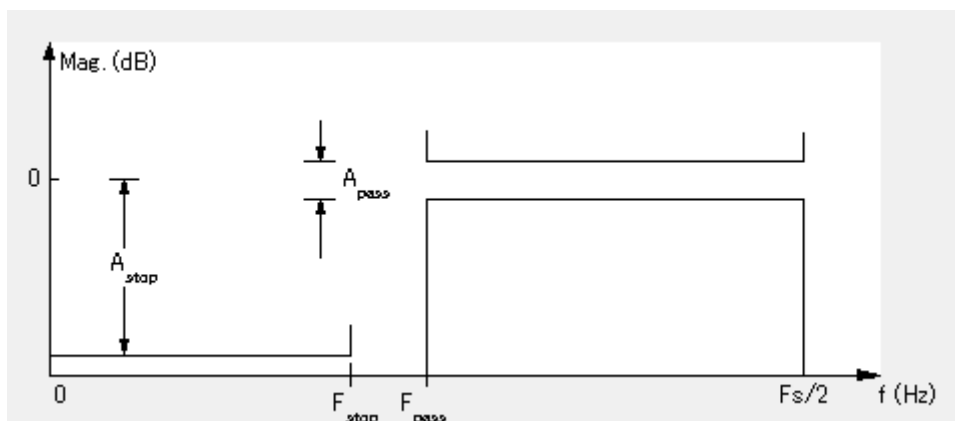 Mag. (dB)
0
A pass
A stop
0
F stop
F pass
Fs/2
f (Hz)